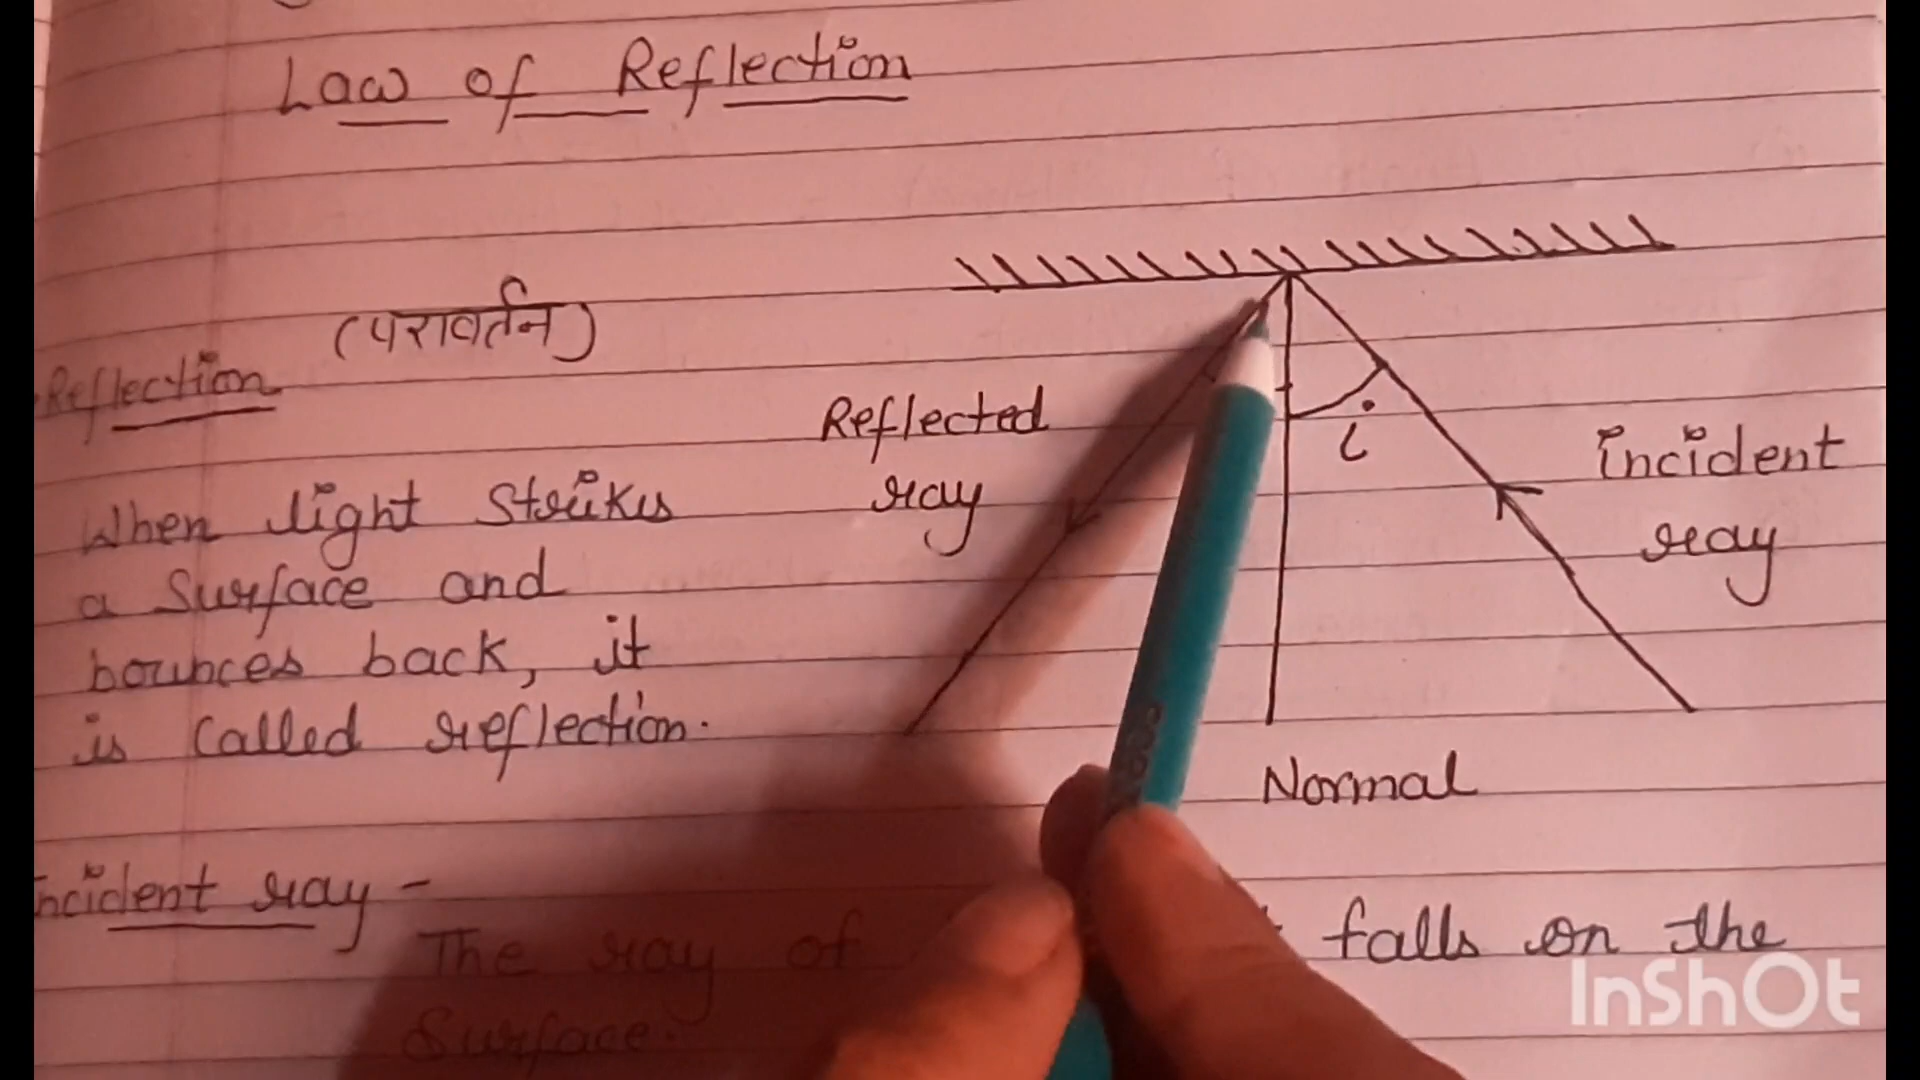 Law of Reflection
(परावर्तन)
Reflection
When light strikes
a surface and
bounces back, it
is called reflection.
Reflected
ray
i
incident
ray
Normal
incident ray -
The ray of falls on the
surface.
InShOt